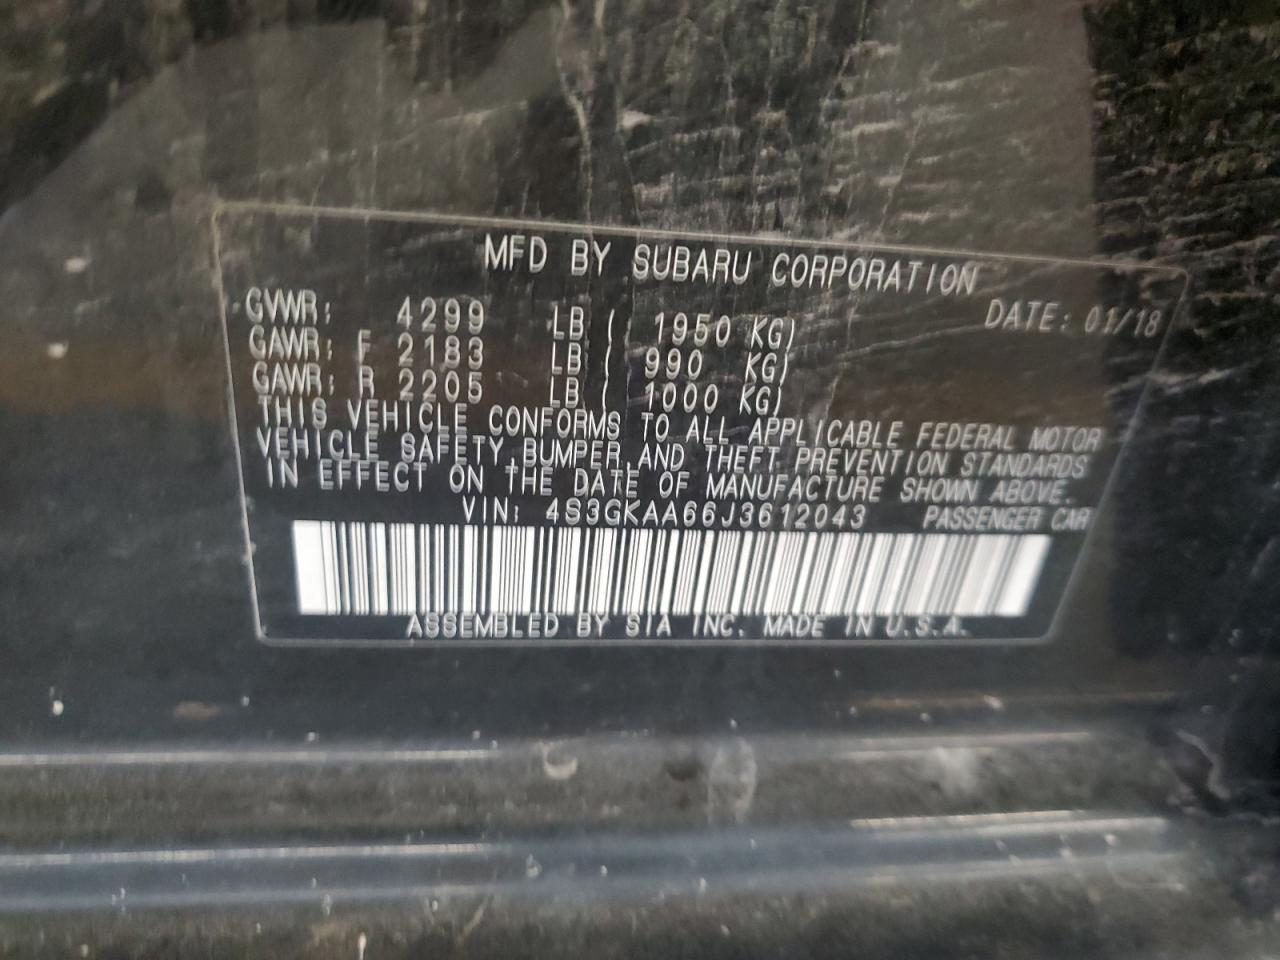 MFD BY SUBARU CORPORATION
GVWR: 4299 LB ( 1950 KG) DATE: 01/18
GAWR: F 2183 LB ( 990 KG)
GAWR: R 2205 LB ( 1000 KG)
THIS VEHICLE CONFORMS TO ALL APPLICABLE FEDERAL MOTOR
VEHICLE SAFETY, BUMPER, AND THEFT PREVENTION STANDARDS
IN EFFECT ON THE DATE OF MANUFACTURE SHOWN ABOVE.
VIN: 4S3GKAA66J3612043 PASSENGER CAR
ASSEMBLED BY SIA INC. MADE IN U.S.A.